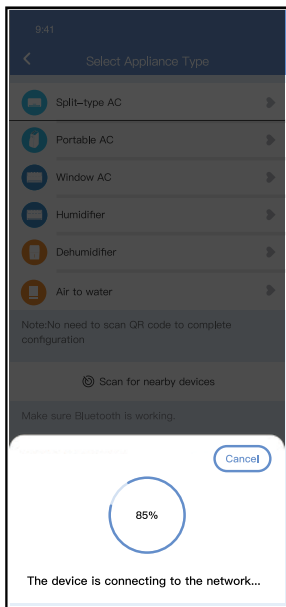 9:41
Select Appliance Type
Split-type AC
Portable AC
Window AC
Humidifier
Dehumidifier
Air to water
Note:No need to scan QR code to complete
configuration
Scan for nearby devices
Make sure Bluetooth is working.
Cancel
85%
The device is connecting to the network...